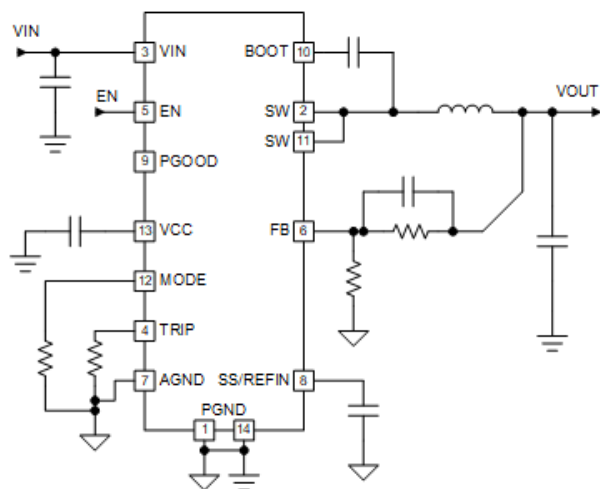 VIN
3 VIN BOOT 10
EN
5 EN SW 2
VOUT
SW 11
9 PGOOD
13 VCC FB 6
12 MODE
4 TRIP
7 AGND SS/REFIN 8
PGND
1 14